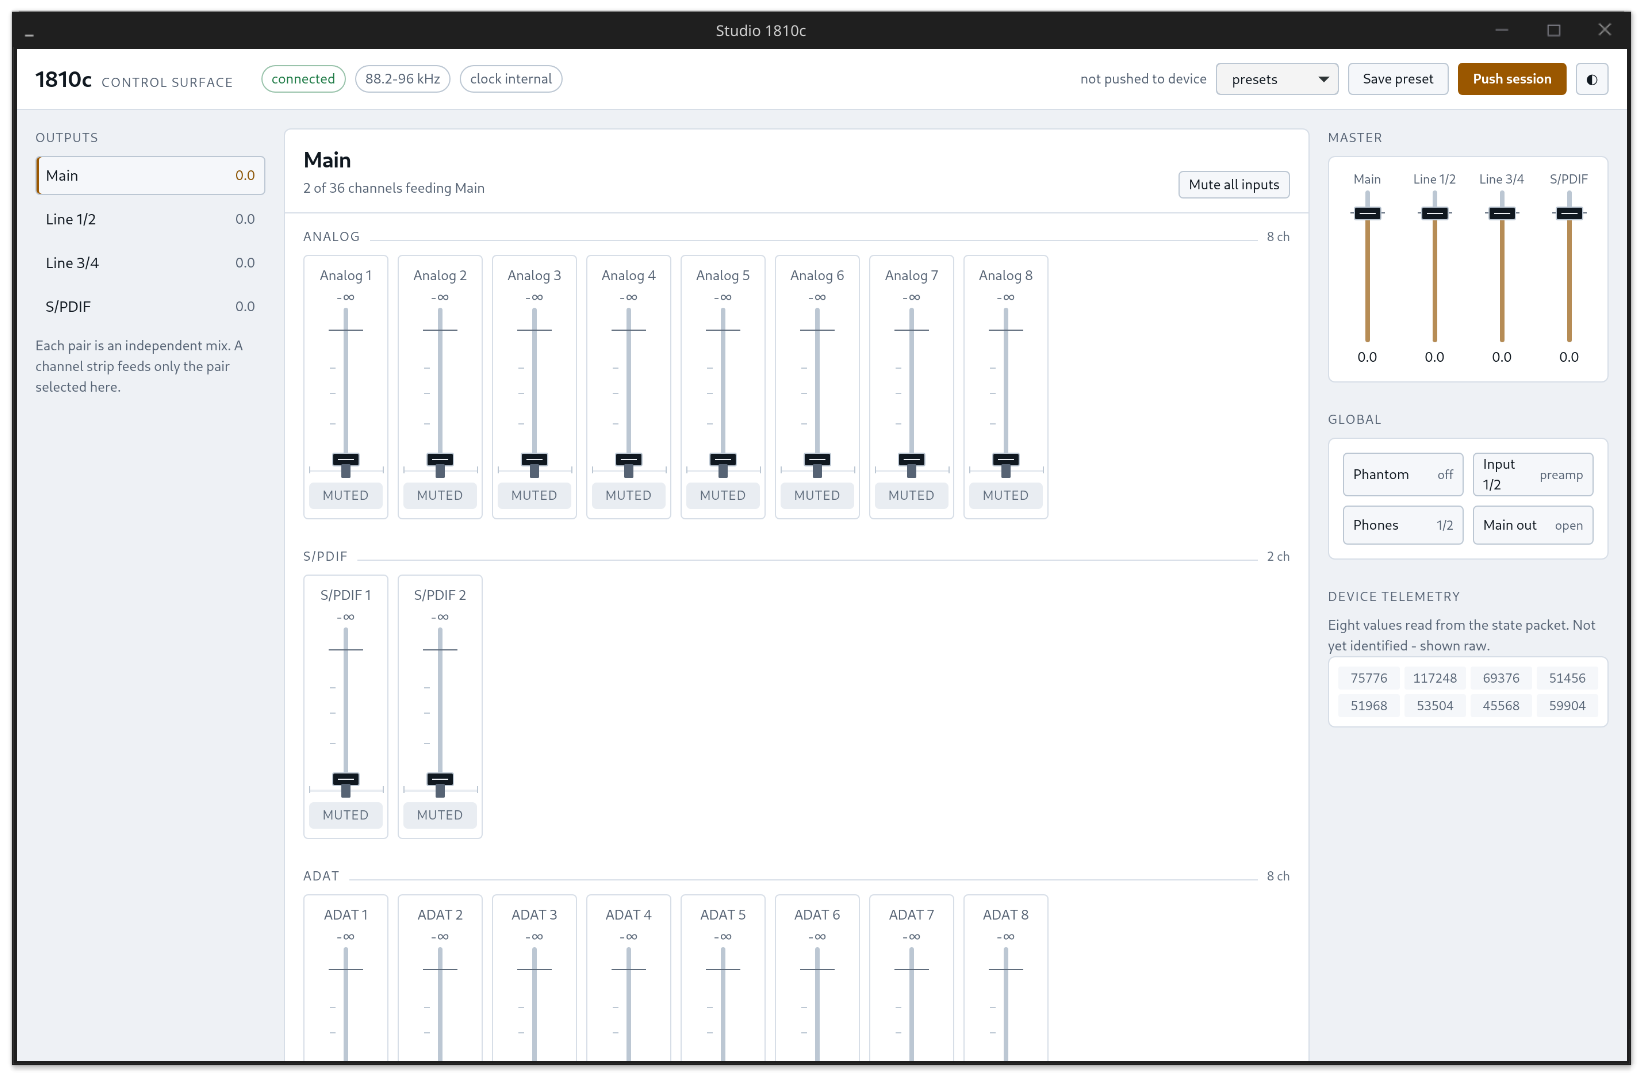 Studio 1810c
1810c CONTROL SURFACE connected 88.2-96 kHz clock internal not pushed to device presets Save preset Push session
OUTPUTS
Main 0.0
Line 1/2 0.0
Line 3/4 0.0
S/PDIF 0.0
Each pair is an independent mix. A
channel strip feeds only the pair
selected here.
Main
2 of 36 channels feeding Main
Mute all inputs
ANALOG 8 ch
Analog 1 Analog 2 Analog 3 Analog 4 Analog 5 Analog 6 Analog 7 Analog 8
-∞ -∞ -∞ -∞ -∞ -∞ -∞ -∞
MUTED MUTED MUTED MUTED MUTED MUTED MUTED MUTED
S/PDIF 2 ch
S/PDIF 1 S/PDIF 2
-∞ -∞
MUTED MUTED
ADAT 8 ch
ADAT 1 ADAT 2 ADAT 3 ADAT 4 ADAT 5 ADAT 6 ADAT 7 ADAT 8
-∞ -∞ -∞ -∞ -∞ -∞ -∞ -∞
MASTER
Main Line 1/2 Line 3/4 S/PDIF
0.0 0.0 0.0 0.0
GLOBAL
Phantom off
Input
1/2 preamp
Phones 1/2
Main out open
DEVICE TELEMETRY
Eight values read from the state packet. Not
yet identified - shown raw.
75776 117248 69376 51456
51968 53504 45568 59904